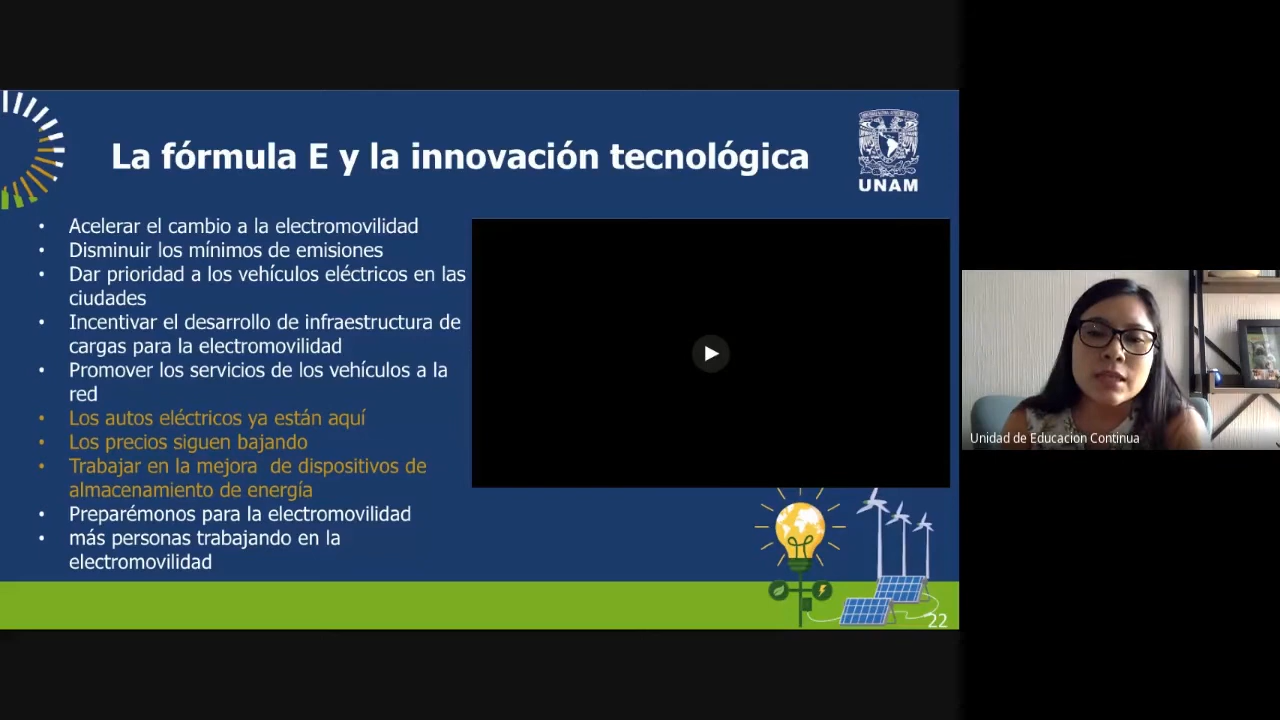 La fórmula E y la innovación tecnológica
UNAM
• Acelerar el cambio a la electromovilidad
• Disminuir los mínimos de emisiones
• Dar prioridad a los vehículos eléctricos en las
ciudades
• Incentivar el desarrollo de infraestructura de
cargas para la electromovilidad
• Promover los servicios de los vehículos a la
red
• Los autos eléctricos ya están aquí
• Los precios siguen bajando
• Trabajar en la mejora  de dispositivos de
almacenamiento de energía
• Preparémonos para la electromovilidad
• más personas trabajando en la
electromovilidad
22
Unidad de Educacion Continua